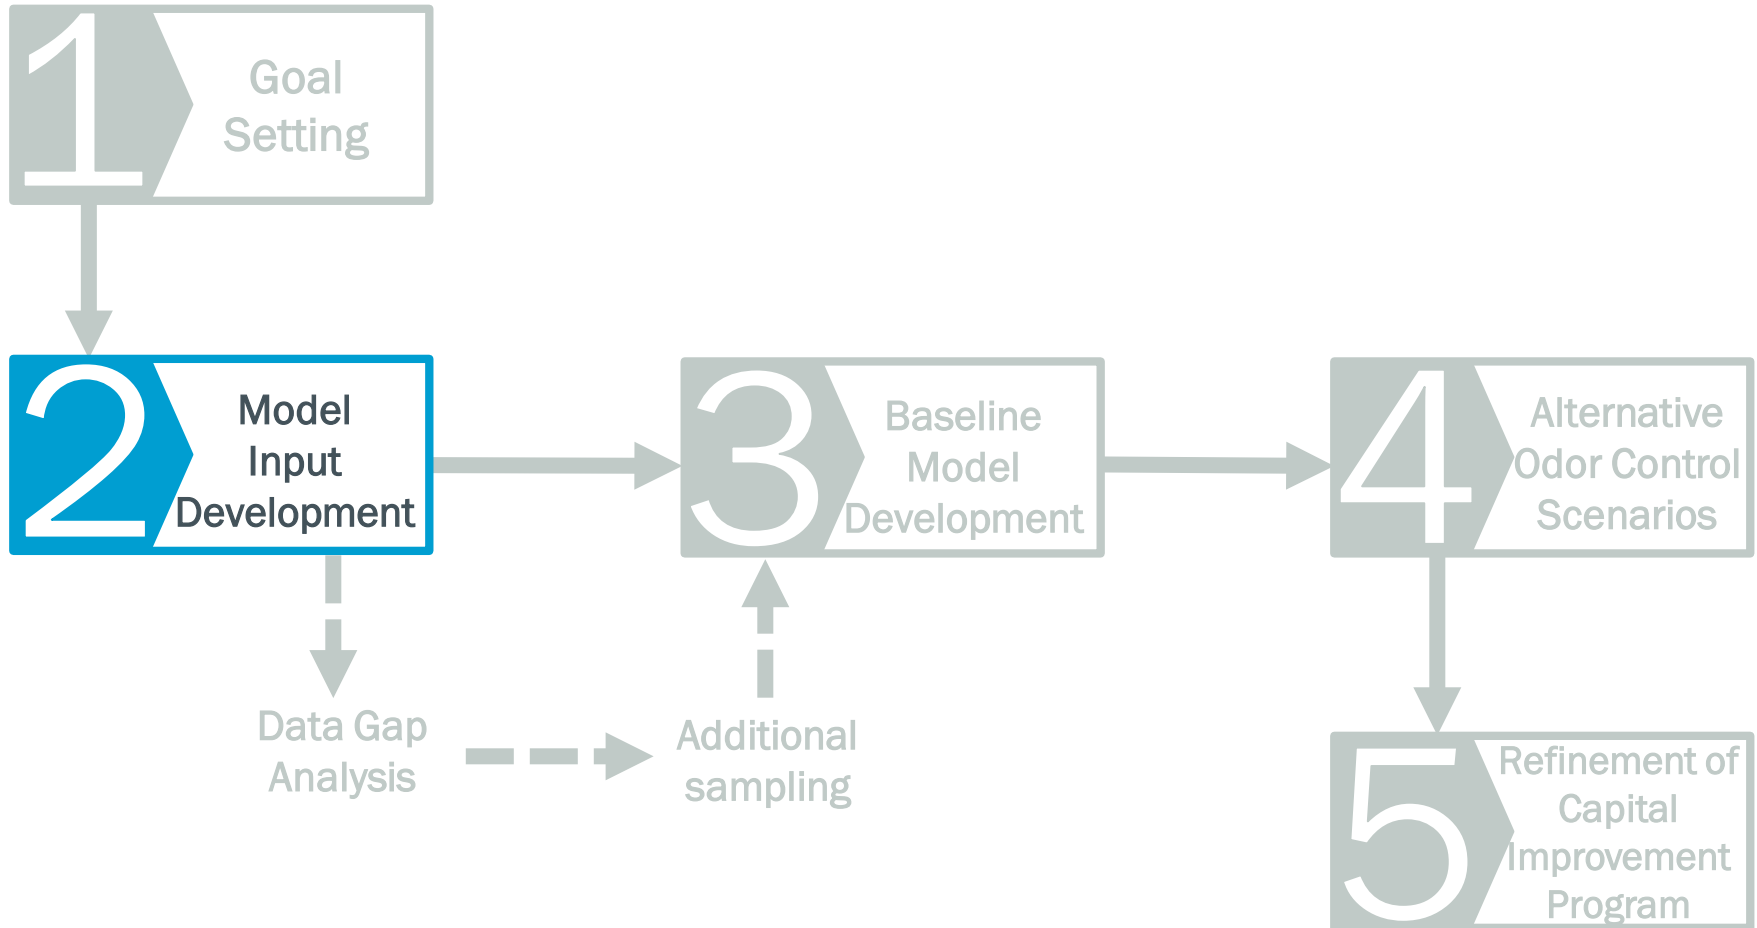 1
Goal
Setting
2
Model
Input
Development
3
Baseline
Model
Development
4
Alternative
Odor Control
Scenarios
Data Gap
Analysis
Additional
sampling
5
Refinement of
Capital
Improvement
Program